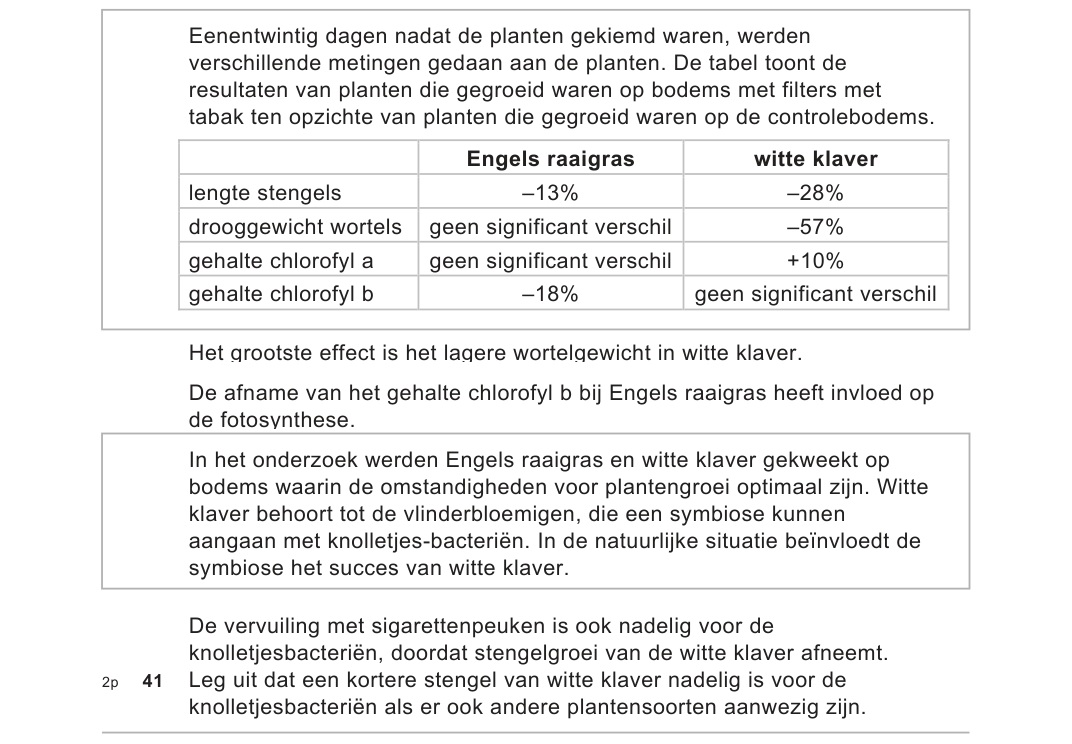 Eenentwintig dagen nadat de planten gekiemd waren, werden
verschillende metingen gedaan aan de planten. De tabel toont de
resultaten van planten die gegroeid waren op bodems met filters met
tabak ten opzichte van planten die gegroeid waren op de controlebodems.
Engels raaigras witte klaver
lengte stengels –13% –28%
drooggewicht wortels geen significant verschil –57%
gehalte chlorofyl a geen significant verschil +10%
gehalte chlorofyl b –18% geen significant verschil
Het grootste effect is het lagere wortelgewicht in witte klaver.
De afname van het gehalte chlorofyl b bij Engels raaigras heeft invloed op
de fotosynthese.
In het onderzoek werden Engels raaigras en witte klaver gekweekt op
bodems waarin de omstandigheden voor plantengroei optimaal zijn. Witte
klaver behoort tot de vlinderbloemigen, die een symbiose kunnen
aangaan met knolletjes-bacteriën. In de natuurlijke situatie beïnvloedt de
symbiose het succes van witte klaver.
De vervuiling met sigarettenpeuken is ook nadelig voor de
knolletjesbacteriën, doordat stengelgroei van de witte klaver afneemt.
2p 41 Leg uit dat een kortere stengel van witte klaver nadelig is voor de
knolletjesbacteriën als er ook andere plantensoorten aanwezig zijn.